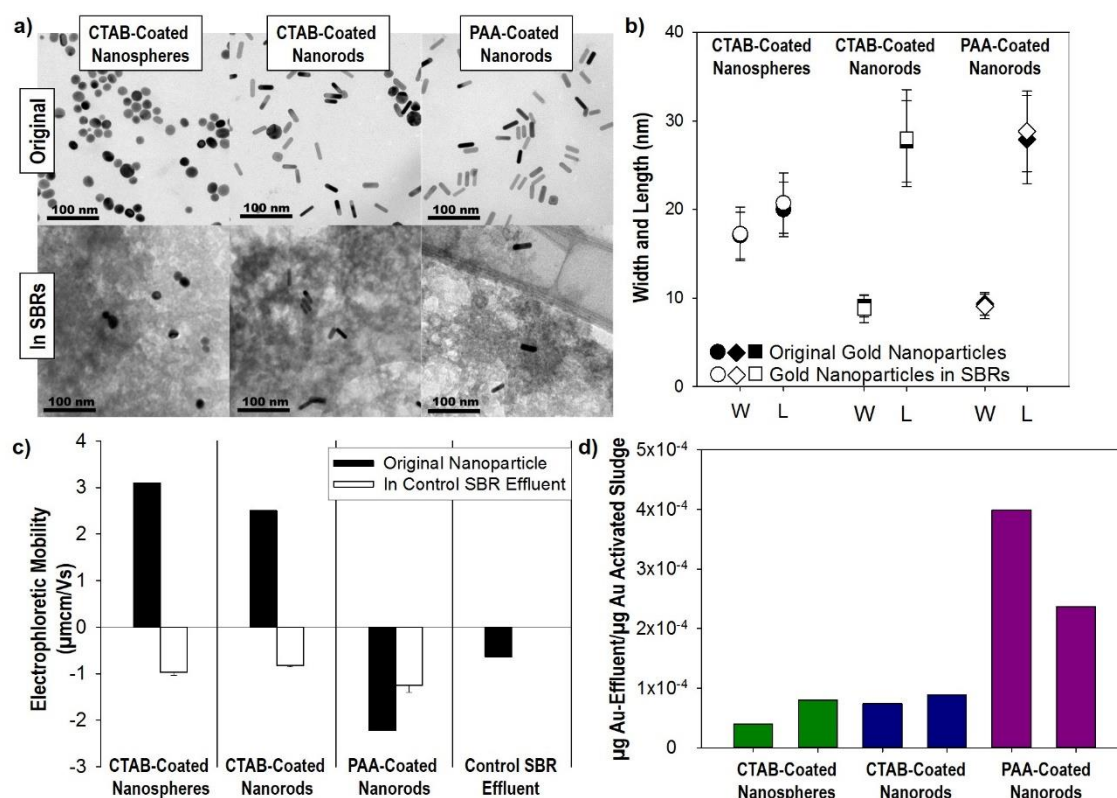 a)
CTAB-Coated
Nanospheres
CTAB-Coated
Nanorods
PAA-Coated
Nanorods
Original
100 nm
100 nm
100 nm
In SBRs
100 nm
100 nm
100 nm
b)
40
30
20
10
0
Width and Length (nm)
CTAB-Coated
Nanospheres
CTAB-Coated
Nanorods
PAA-Coated
Nanorods
Original Gold Nanoparticles
Gold Nanoparticles in SBRs
W L W L W L
c)
4
3
2
1
0
-1
-2
-3
Electrophloretic Mobility
(µmcm/Vs)
Original Nanoparticle
In Control SBR Effluent
CTAB-Coated
Nanospheres
CTAB-Coated
Nanorods
PAA-Coated
Nanorods
Control SBR
Effluent
d)
5x10-4
4x10-4
3x10-4
2x10-4
1x10-4
0
µg Au-Effluent/µg Au Activated Sludge
CTAB-Coated
Nanospheres
CTAB-Coated
Nanorods
PAA-Coated
Nanorods